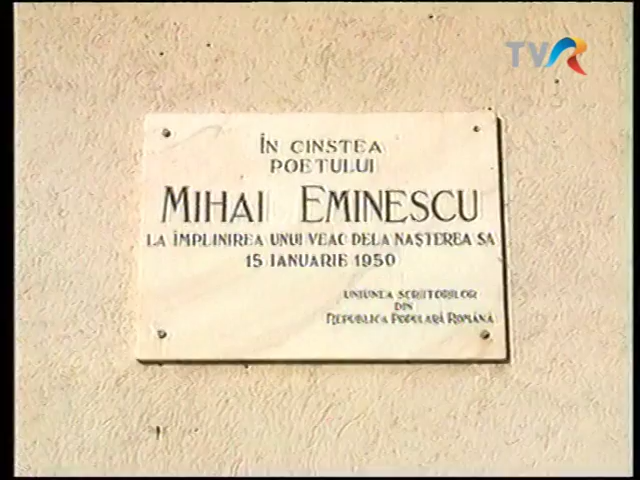 TVR
ÎN CINSTEA
POETULUI
MIHAI EMINESCU
LA ÎMPLINIREA UNUI VEAC DELA NAȘTEREA SA
15 IANUARIE 1950
UNIUNEA SCRIITORILOR
DIN
REPUBLICA POPULARĂ ROMÂNĂ